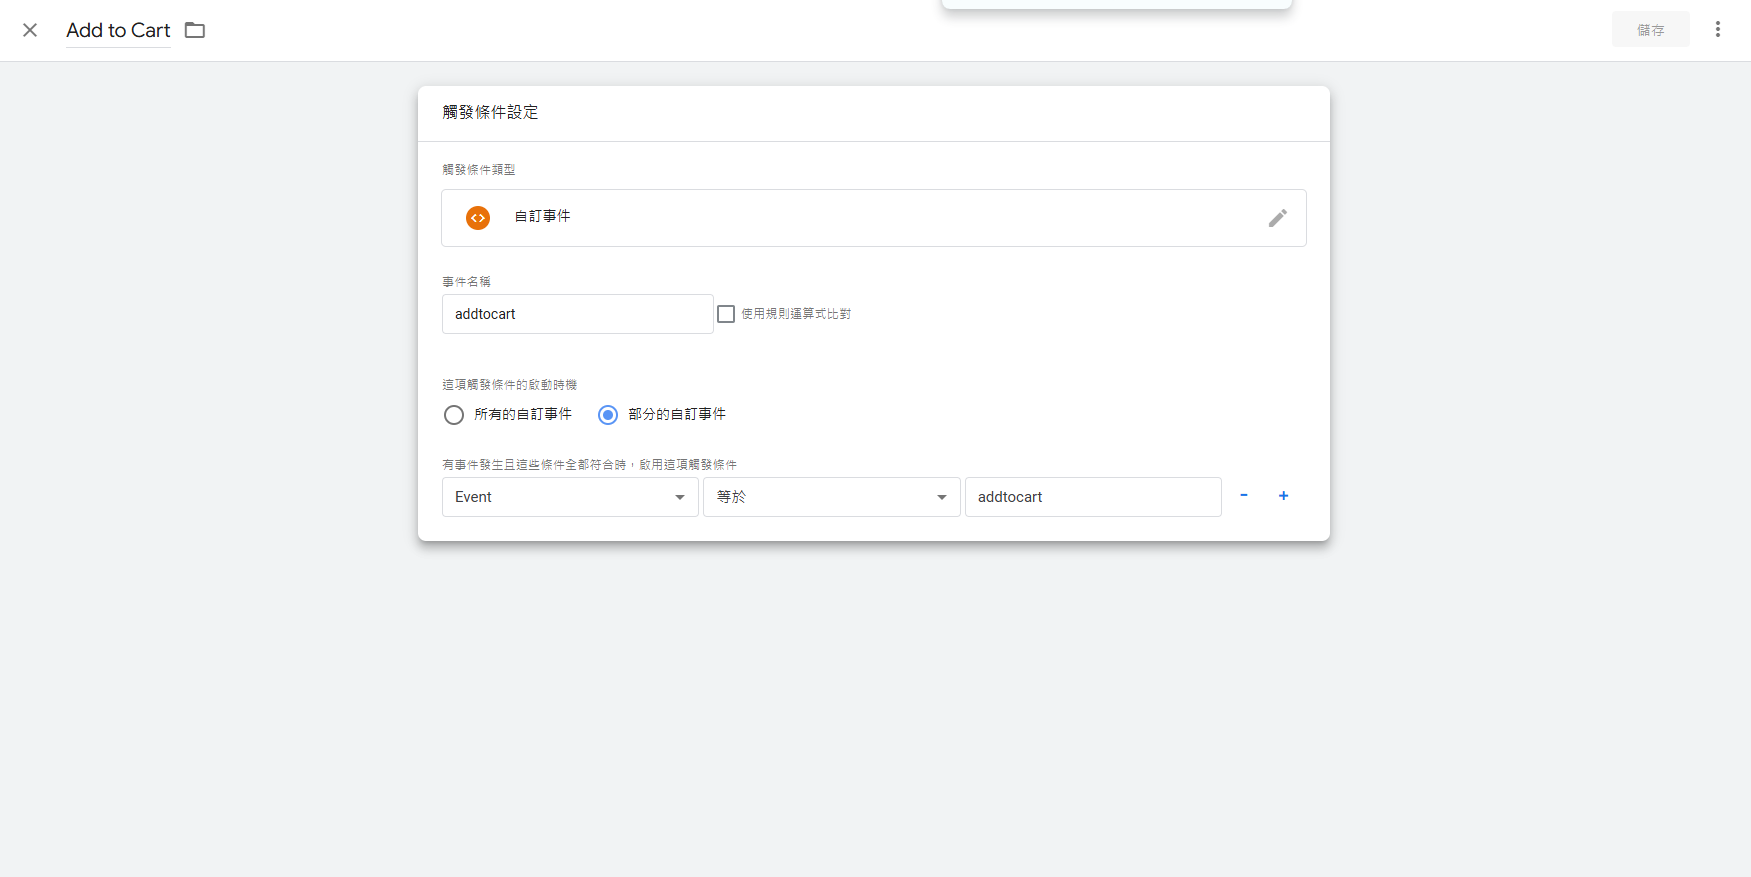 Add to Cart
儲存
觸發條件設定
觸發條件類型
自訂事件
事件名稱
addtocart
使用規則運算式比對
這項觸發條件的啟動時機
所有的自訂事件
部分的自訂事件
有事件發生且這些條件全都符合時，啟用這項觸發條件
Event
等於
addtocart
-
+